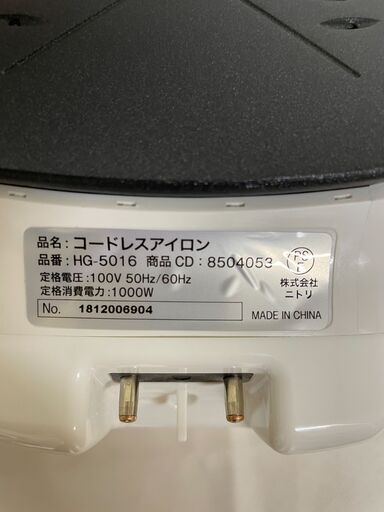 品名：コードレスアイロン
品番：HG-5016 商品CD：8504053
定格電圧：100V 50Hz/60Hz
定格消費電力：1000W
No. 1812006904
PS
E
株式会社
ニトリ
MADE IN CHINA